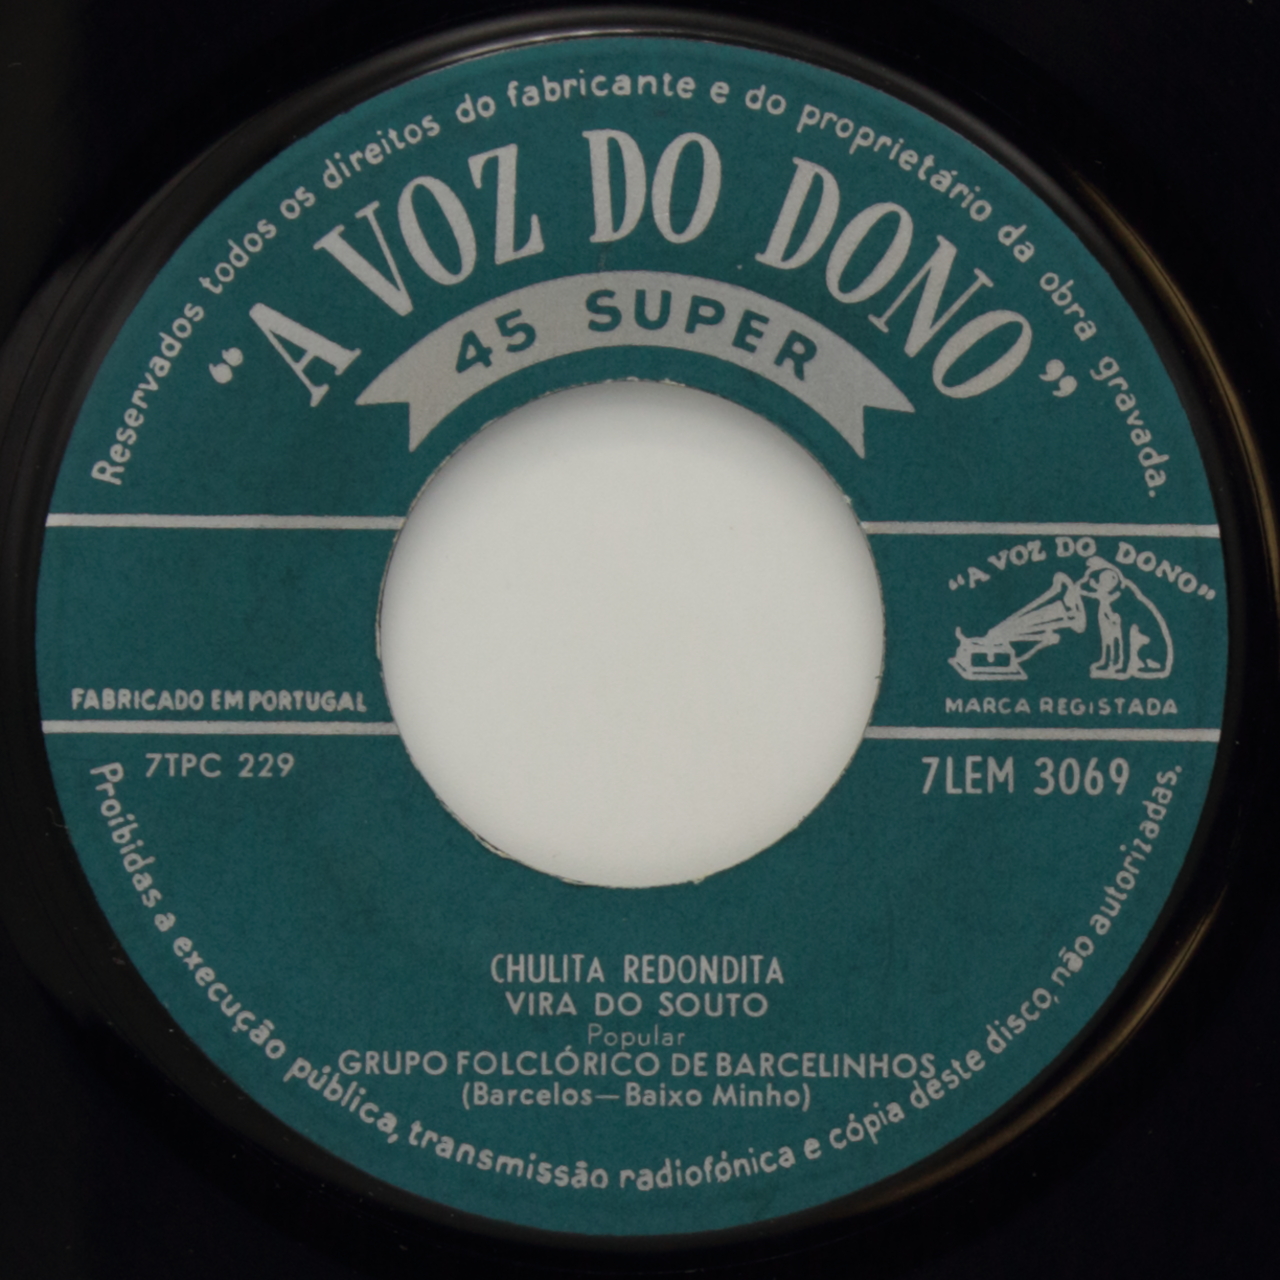 Reservados todos os direitos do fabricante e do proprietário da obra gravada.
“A VOZ DO DONO”
45 SUPER
“A VOZ DO DONO”
MARCA REGISTADA
FABRICADO EM PORTUGAL
7TPC 229
7LEM 3069
CHULITA REDONDITA
VIRA DO SOUTO
Popular
GRUPO FOLCLÓRICO DE BARCELINHOS
(Barcelos—Baixo Minho)
Proíbidas a execução pública, transmissão radiofónica e cópia dêste disco, não autorizadas.